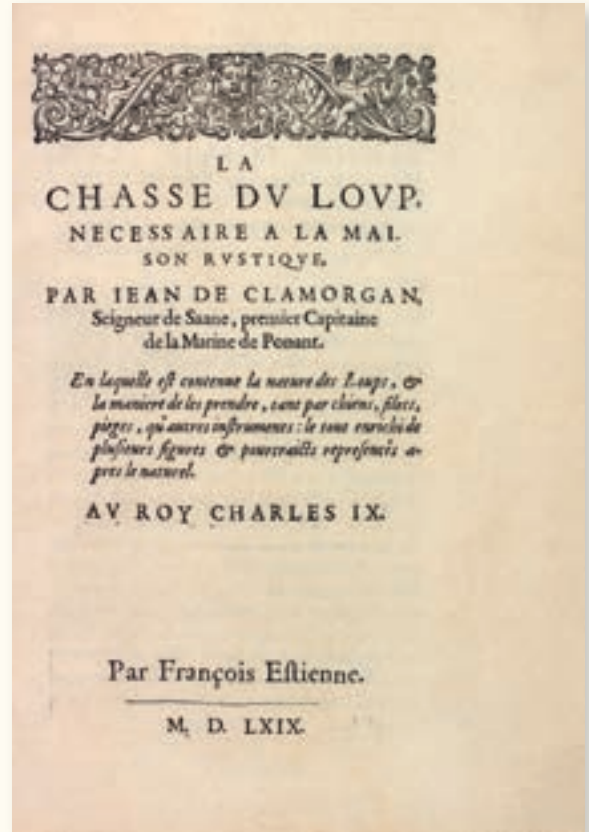 LA
CHASSE DV LOVP.
NECESSAIRE A LA MAI-
SON RVSTIQVE.
PAR IEAN DE CLAMORGAN,
Seigneur de Saane, premier Capitaine
de la Marine de Ponant.
En laquelle eſt contenue la nature des Loups, &
la maniere de les prendre, tant par chiens, filets,
pieges, qu'autres inſtruments: le tout enrichi de
pluſieurs figures & pourtraicts repreſentés a-
pres le naturel.
AV ROY CHARLES IX.
Par François Eſtienne.
M. D. LXIX.